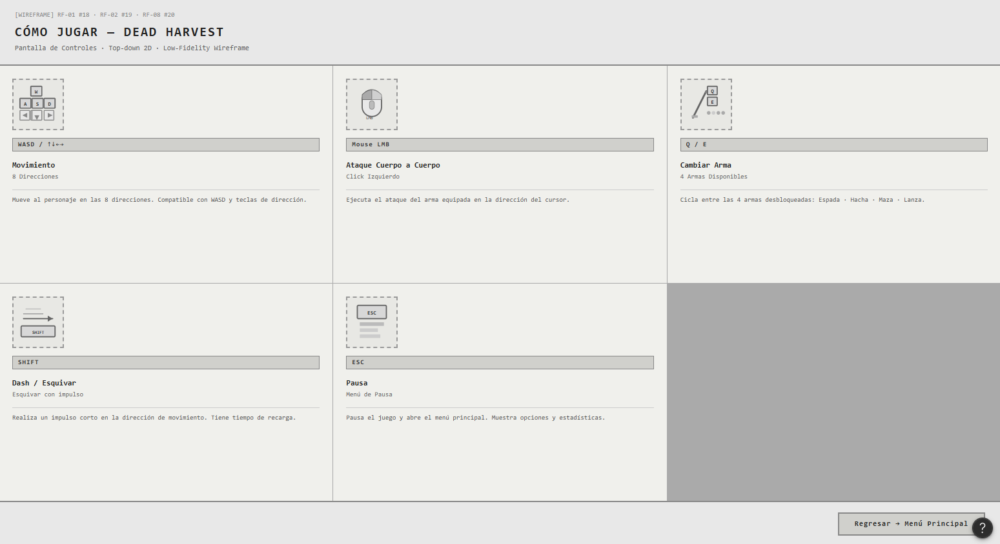 [WIREFRAME] RF-01 #18 · RF-02 #19 · RF-08 #20
CÓMO JUGAR — DEAD HARVEST
Pantalla de Controles · Top-down 2D · Low-Fidelity Wireframe
W
A S D
WASD / ↑↓←→
Movimiento
8 Direcciones
Mueve al personaje en las 8 direcciones. Compatible con WASD y teclas de dirección.
LMB
Mouse LMB
Ataque Cuerpo a Cuerpo
Click Izquierdo
Ejecuta el ataque del arma equipada en la dirección del cursor.
Q
E
Q / E
Cambiar Arma
4 Armas Disponibles
Cicla entre las 4 armas desbloqueadas: Espada · Hacha · Maza · Lanza.
SHIFT
SHIFT
Dash / Esquivar
Esquivar con impulso
Realiza un impulso corto en la dirección de movimiento. Tiene tiempo de recarga.
ESC
ESC
Pausa
Menú de Pausa
Pausa el juego y abre el menú principal. Muestra opciones y estadísticas.
Regresar → Menú Principal
?